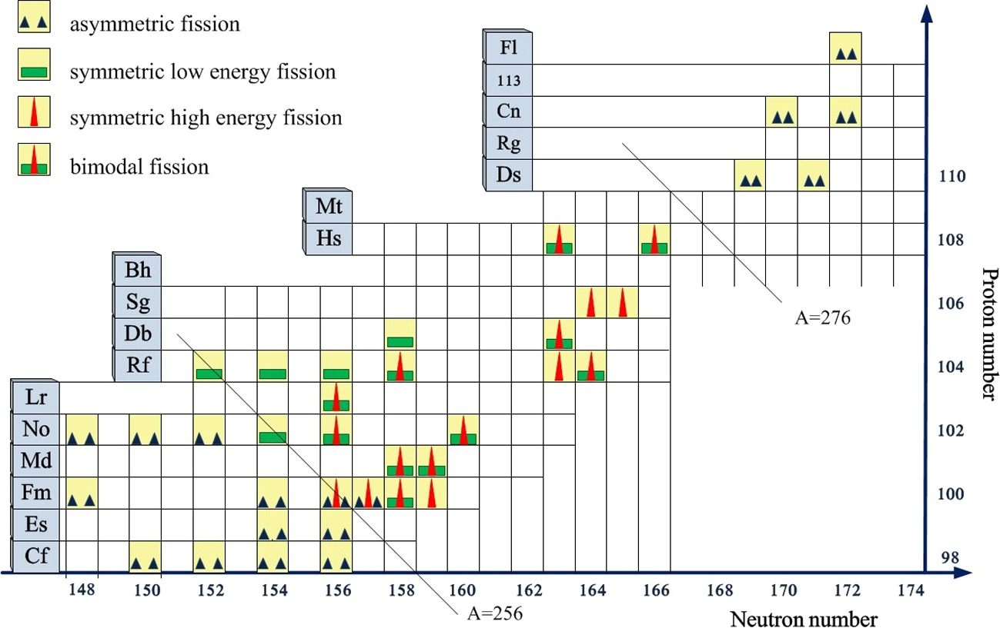 asymmetric fission
symmetric low energy fission
symmetric high energy fission
bimodal fission
Fl
113
Cn
Rg
Ds
110
Mt
Hs
108
Bh
Sg
106
Db
Rf
104
A=276
Lr
No
102
Md
Fm
100
Es
Cf
98
Proton number
148 150 152 154 156 158 160 162 164 166 168 170 172 174
A=256
Neutron number